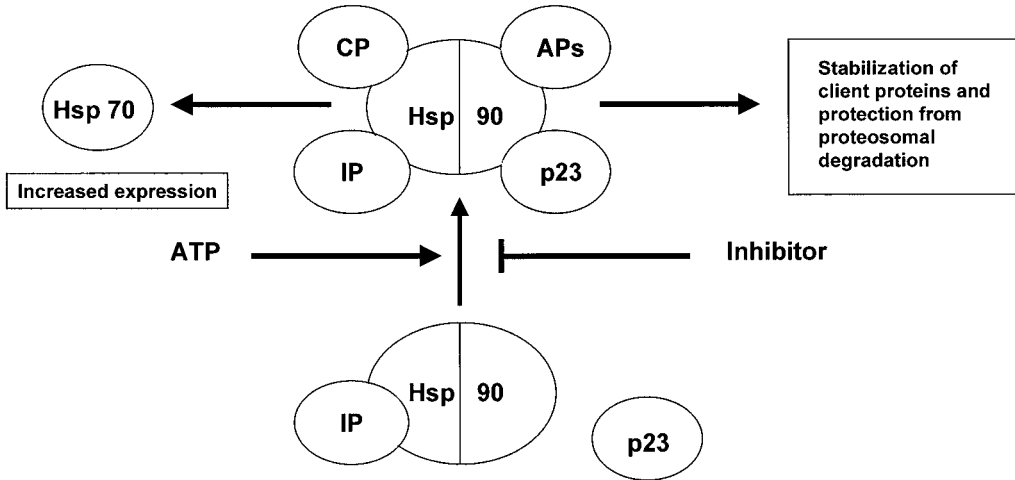 CP
APs
Hsp 70
Hsp 90
Stabilization of
client proteins and
protection from
proteosomal
degradation
IP
p23
Increased expression
ATP
Inhibitor
Hsp 90
IP
p23